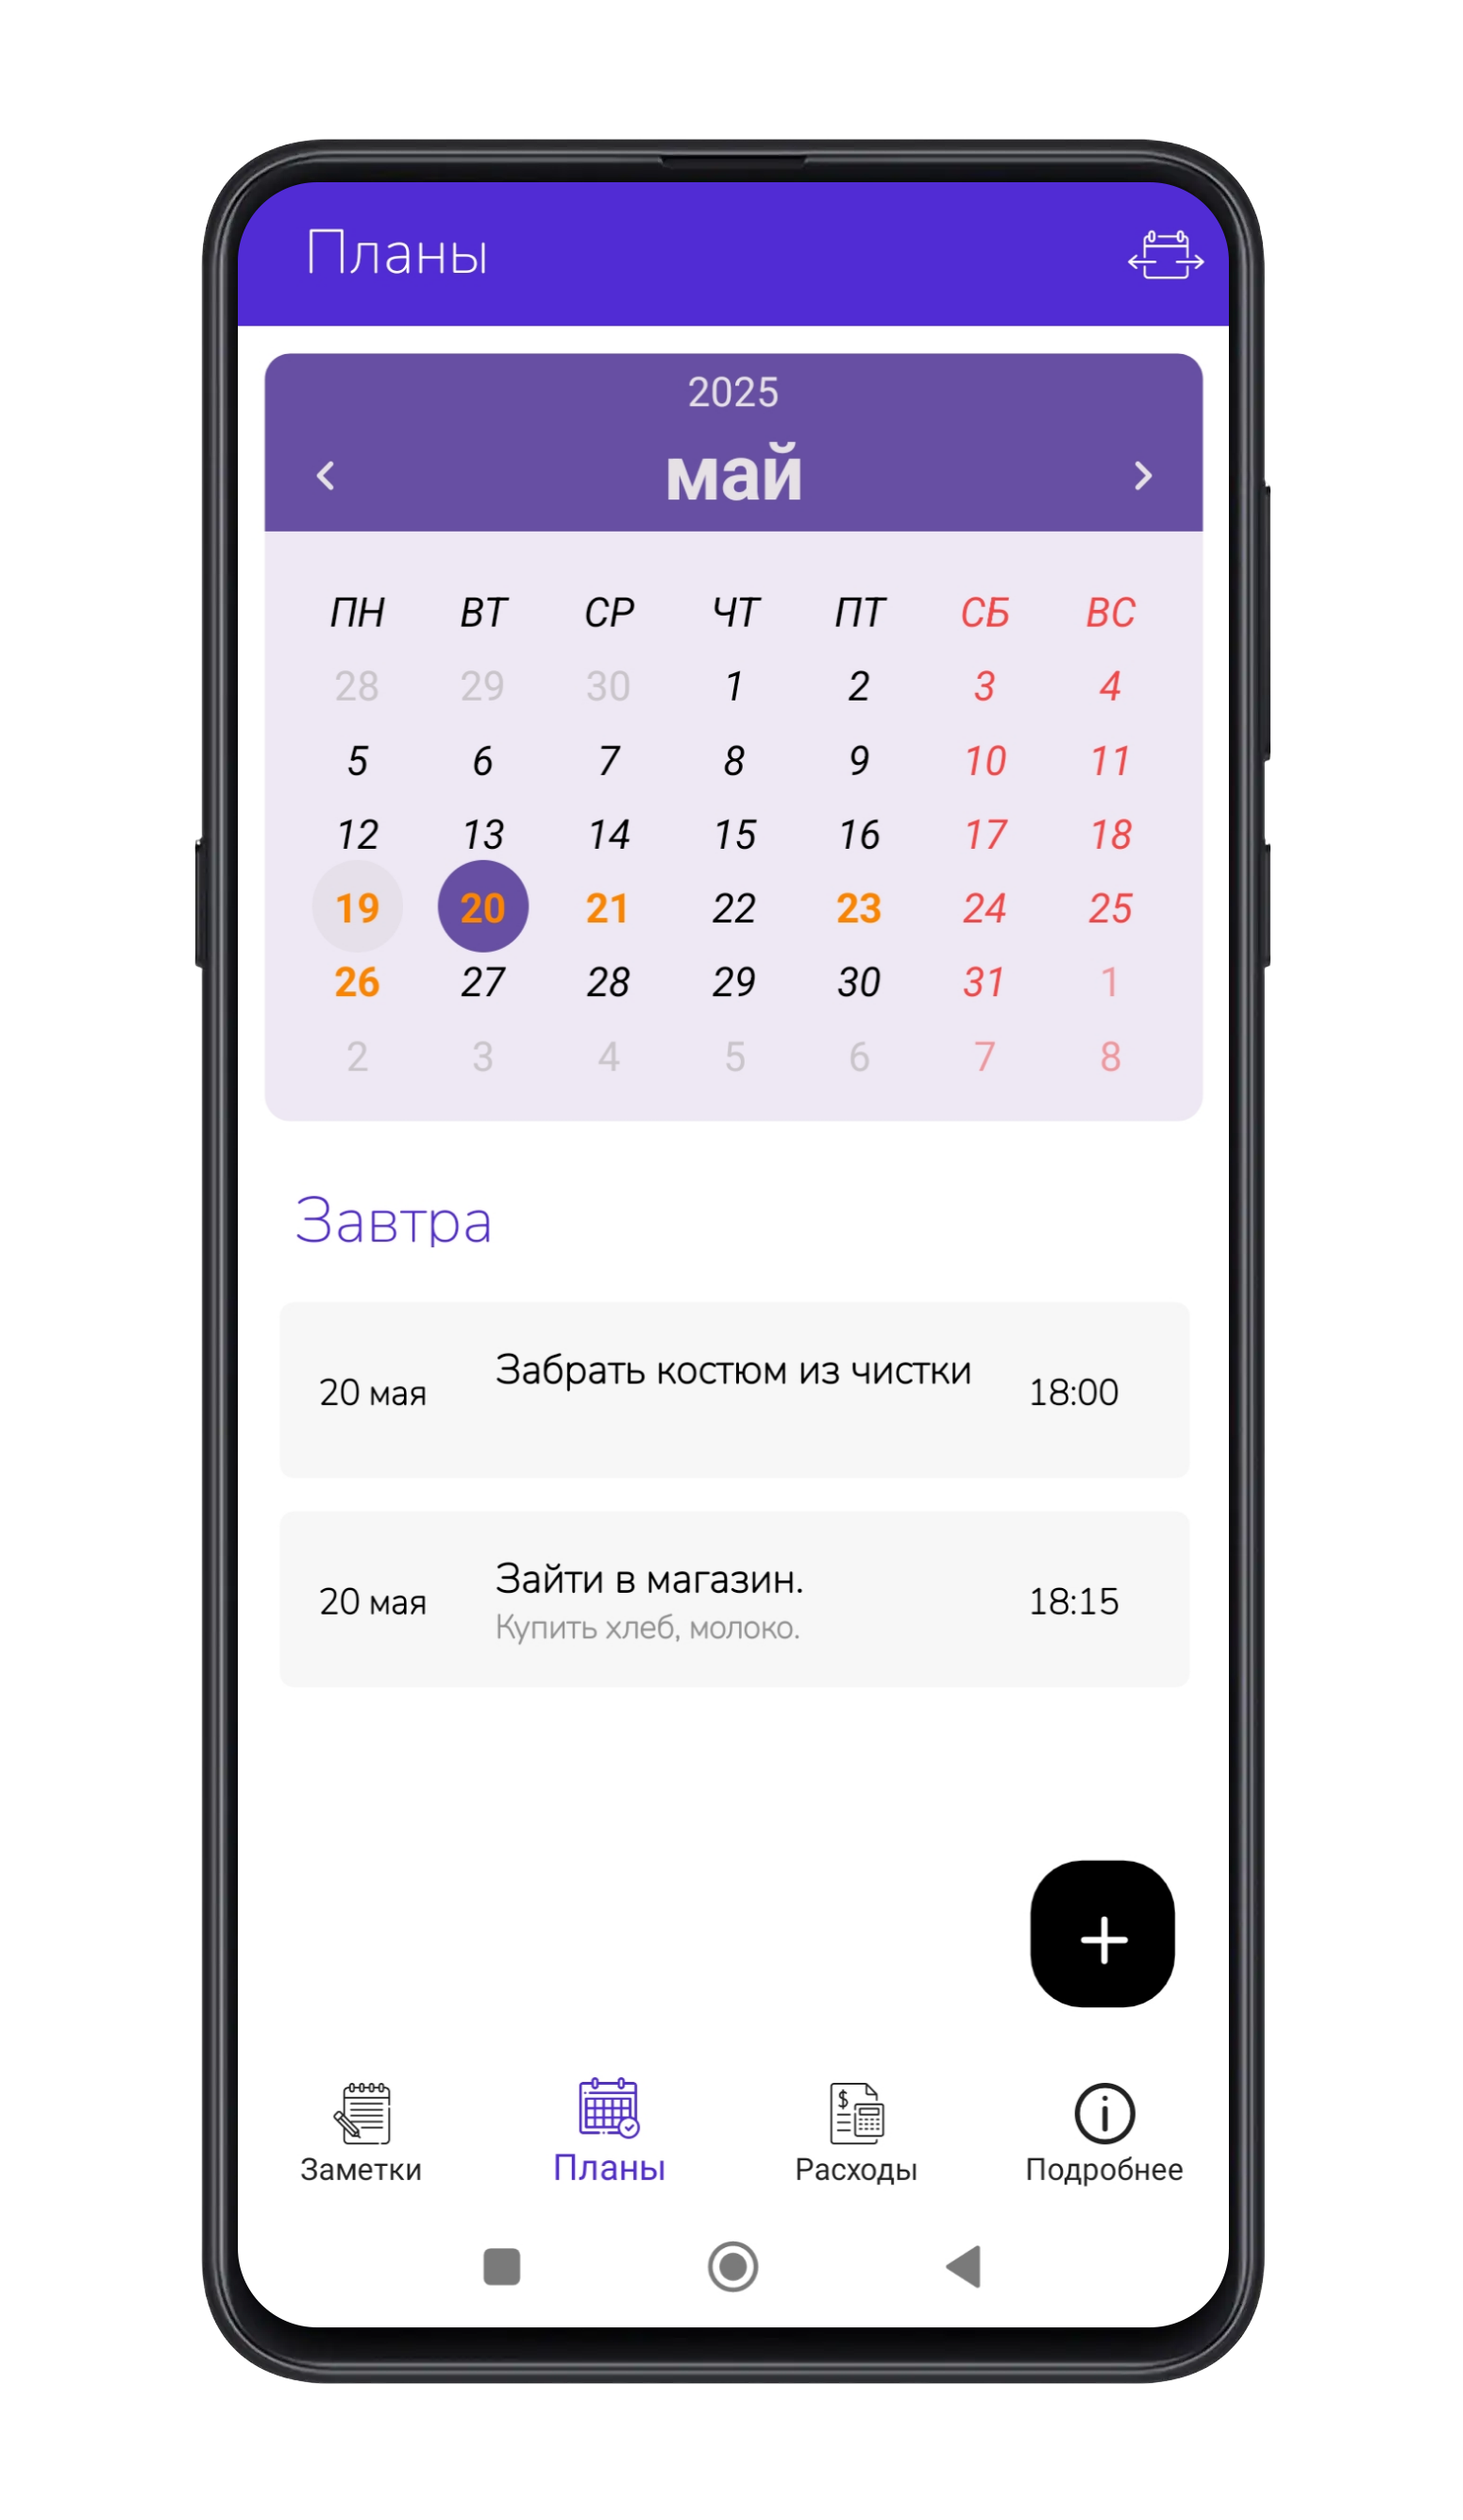 Планы
2025
май
ПН ВТ СР ЧТ ПТ СБ ВС
28 29 30 1 2 3 4
5 6 7 8 9 10 11
12 13 14 15 16 17 18
19 20 21 22 23 24 25
26 27 28 29 30 31 1
2 3 4 5 6 7 8
Завтра
20 мая Забрать костюм из чистки 18:00
20 мая Зайти в магазин. 18:15
Купить хлеб, молоко.
$
Заметки Планы Расходы Подробнее